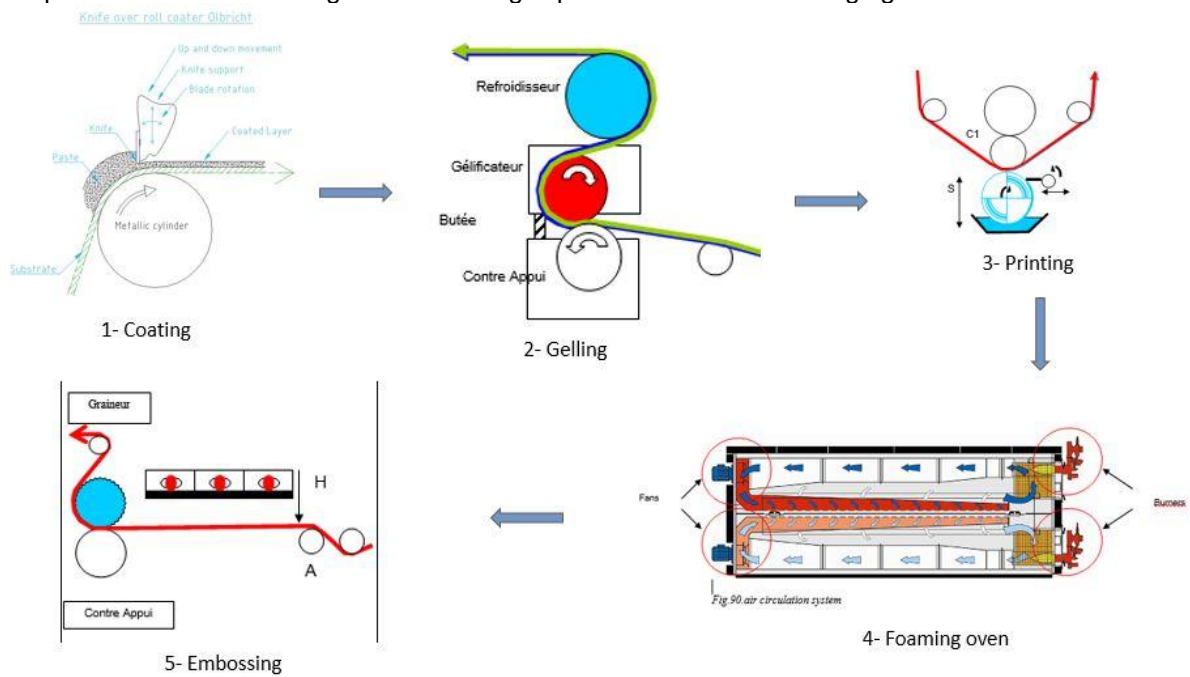 Knife over roll coater Olbricht
Up and down movement
Knife support
Blade rotation
Knife
Coated Layer
Paste
Metallic cylinder
Substrate
1- Coating
Refroidisseur
Gélificateur
Butée
Contre Appui
2- Gelling
C1
S
3- Printing
Fans
Burners
Fig.90.air circulation system
4- Foaming oven
Graineur
H
A
Contre Appui
5- Embossing